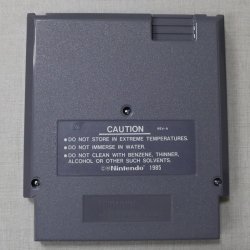 CAUTION
REV-A
•DO NOT STORE IN EXTREME TEMPERATURES.
•DO NOT IMMERSE IN WATER.
•DO NOT CLEAN WITH BENZENE, THINNER,
ALCOHOL OR OTHER SUCH SOLVENTS.
©®Nintendo 1985